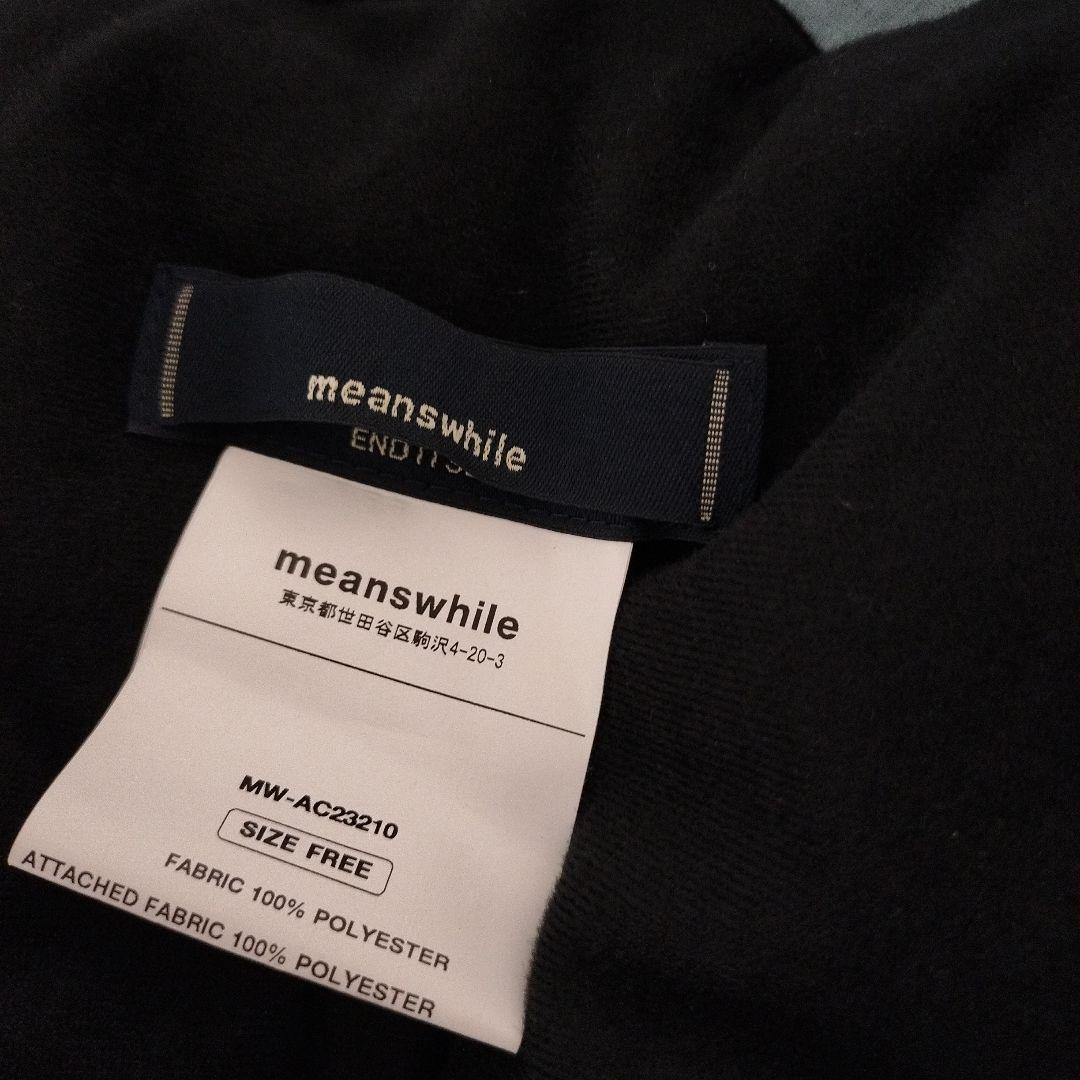 meanswhile
END
meanswhile
東京都世田谷区駒沢4-20-3
MW-AC23210
SIZE FREE
FABRIC 100% POLYESTER
ATTACHED FABRIC 100% POLYESTER